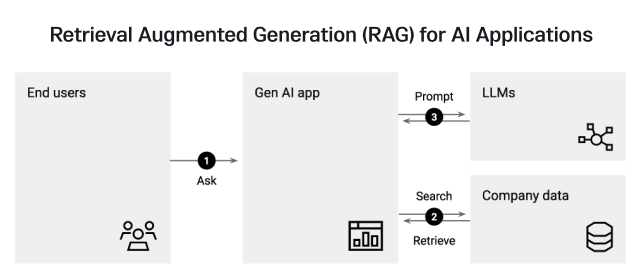 Retrieval Augmented Generation (RAG) for AI Applications
End users
1
Ask
Gen AI app
Prompt
3
LLMs
Search
2
Retrieve
Company data